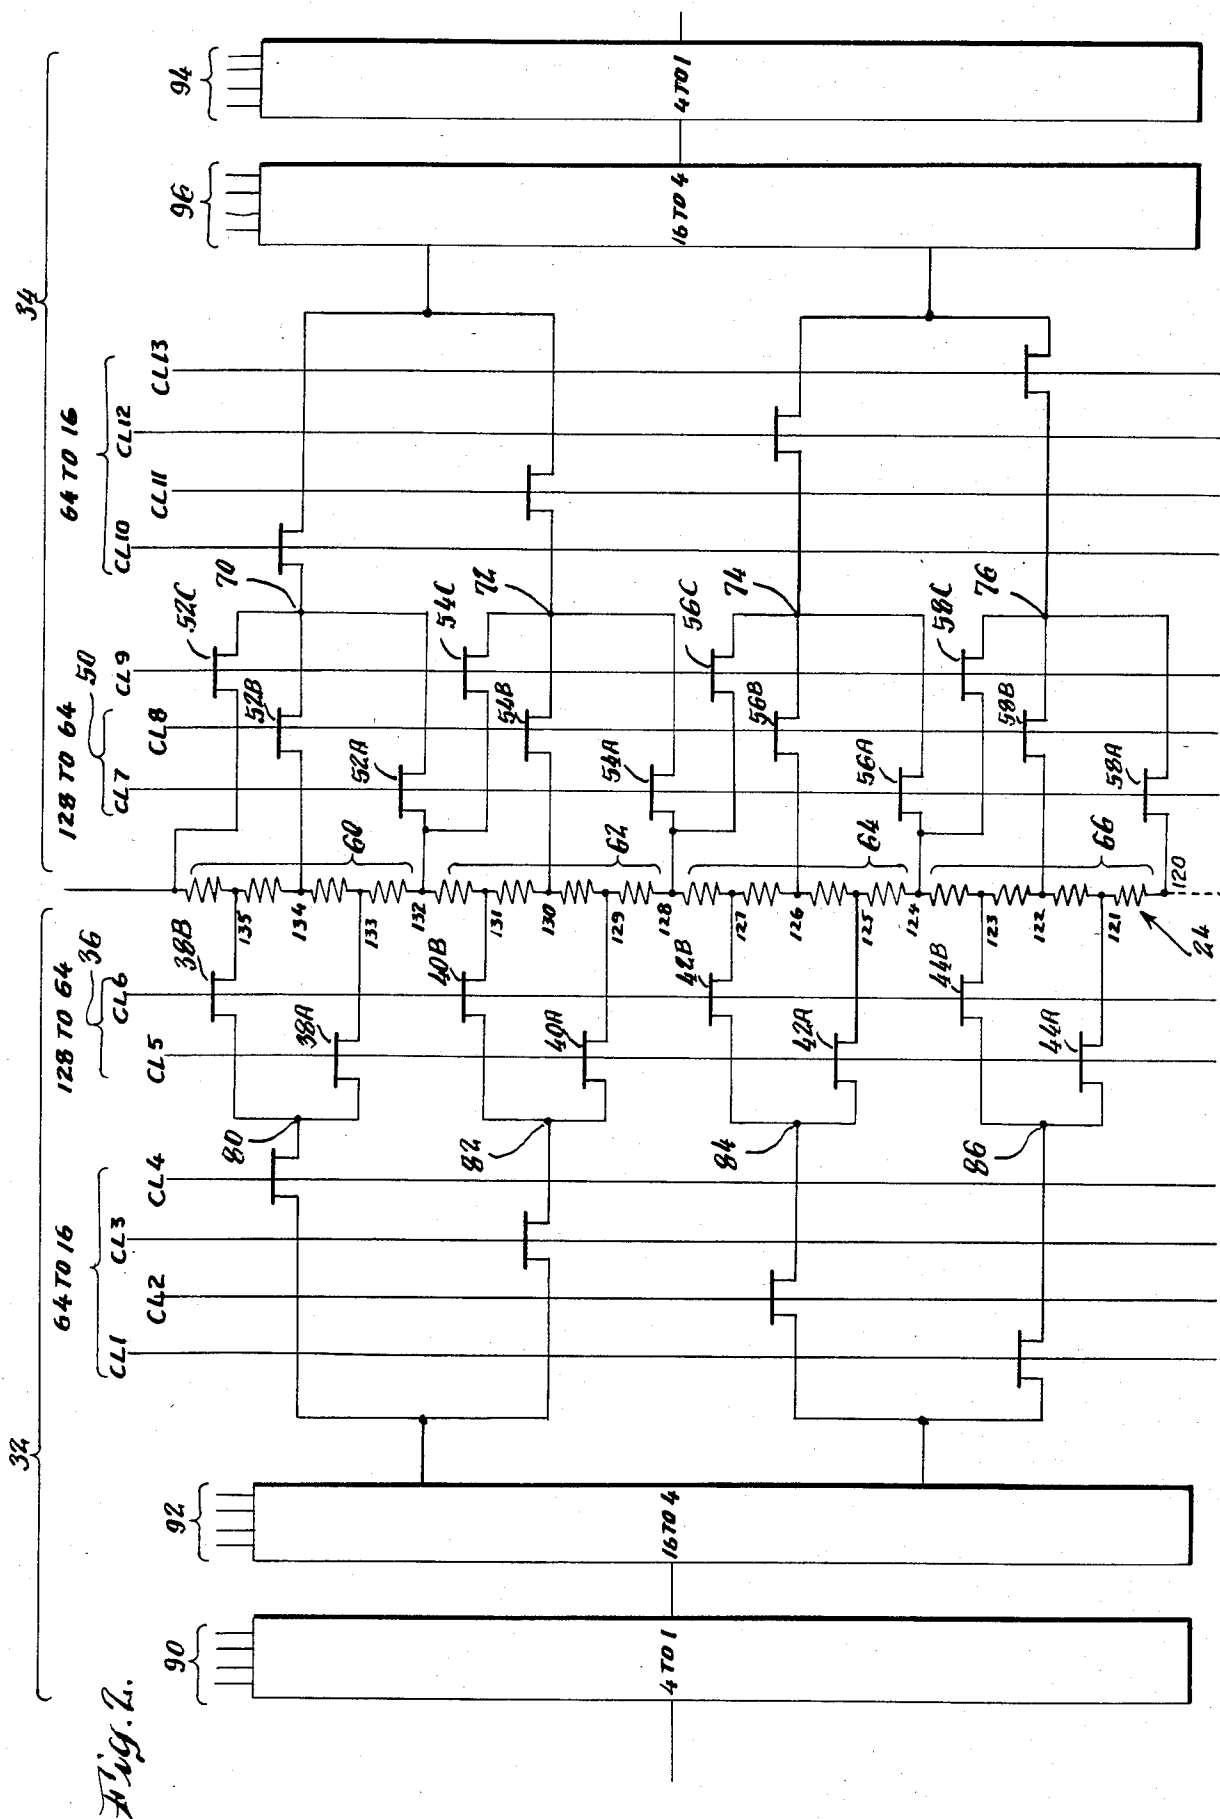 Fig. 2.
32
34
90
92
64 TO 16
128 TO 64
36
128 TO 64
50
64 TO 16
96
94
CL1
CL2
CL3
CL4
CL5
CL6
CL7
CL8
CL9
CL10
CL11
CL12
CL13
80
38A
38B
135
134
133
132
60
52A
52B
52C
70
82
40A
40B
131
130
129
128
62
54A
54B
54C
72
84
42A
42B
127
126
125
124
64
56A
56B
56C
74
86
44A
44B
123
122
121
120
66
58A
58B
58C
76
24
4 TO 1
16 TO 4
16 TO 4
4 TO 1